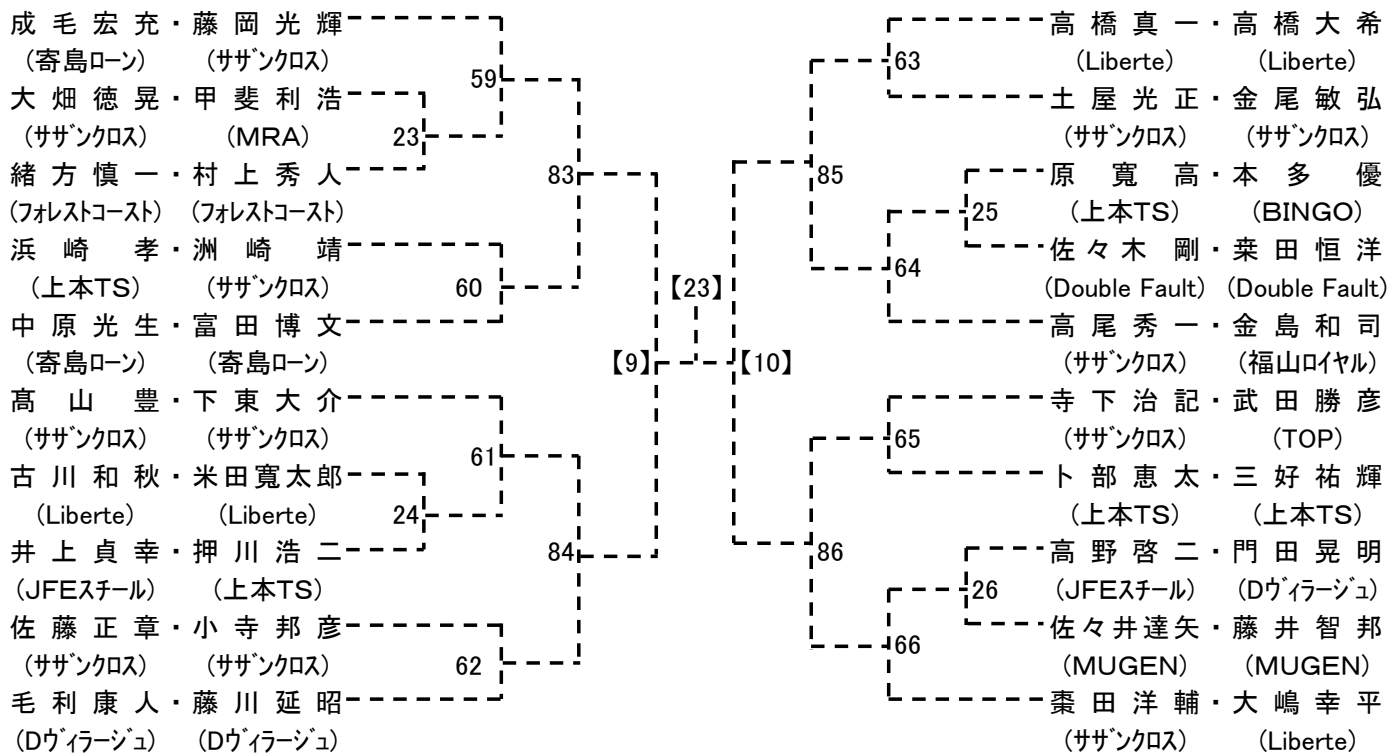 成毛宏充・藤岡光輝
(寄島ローン) (サザンクロス)
59
大畑徳晃・甲斐利浩
(サザンクロス) (MRA)
23
緒方慎一・村上秀人
(フォレストコースト) (フォレストコースト)
83
浜崎孝・洲崎靖
(上本TS) (サザンクロス)
60
中原光生・富田博文
(寄島ローン) (寄島ローン)
【9】
髙山豊・下東大介
(サザンクロス) (サザンクロス)
61
古川和秋・米田寛太郎
(Liberte) (Liberte)
24
井上貞幸・押川浩二
(JFEスチール) (上本TS)
84
佐藤正章・小寺邦彦
(サザンクロス) (サザンクロス)
62
毛利康人・藤川延昭
(Dヴィラージュ) (Dヴィラージュ)
【23】
【10】
高橋真一・高橋大希
(Liberte) (Liberte)
63
土屋光正・金尾敏弘
(サザンクロス) (サザンクロス)
85
原寛高・本多優
(上本TS) (BINGO)
25
佐々木剛・桒田恒洋
(Double Fault) (Double Fault)
64
高尾秀一・金島和司
(サザンクロス) (福山ロイヤル)
寺下治記・武田勝彦
(サザンクロス) (TOP)
65
卜部恵太・三好祐輝
(上本TS) (上本TS)
86
高野啓二・門田晃明
(JFEスチール) (Dヴィラージュ)
26
佐々井達矢・藤井智邦
(MUGEN) (MUGEN)
66
棗田洋輔・大嶋幸平
(サザンクロス) (Liberte)